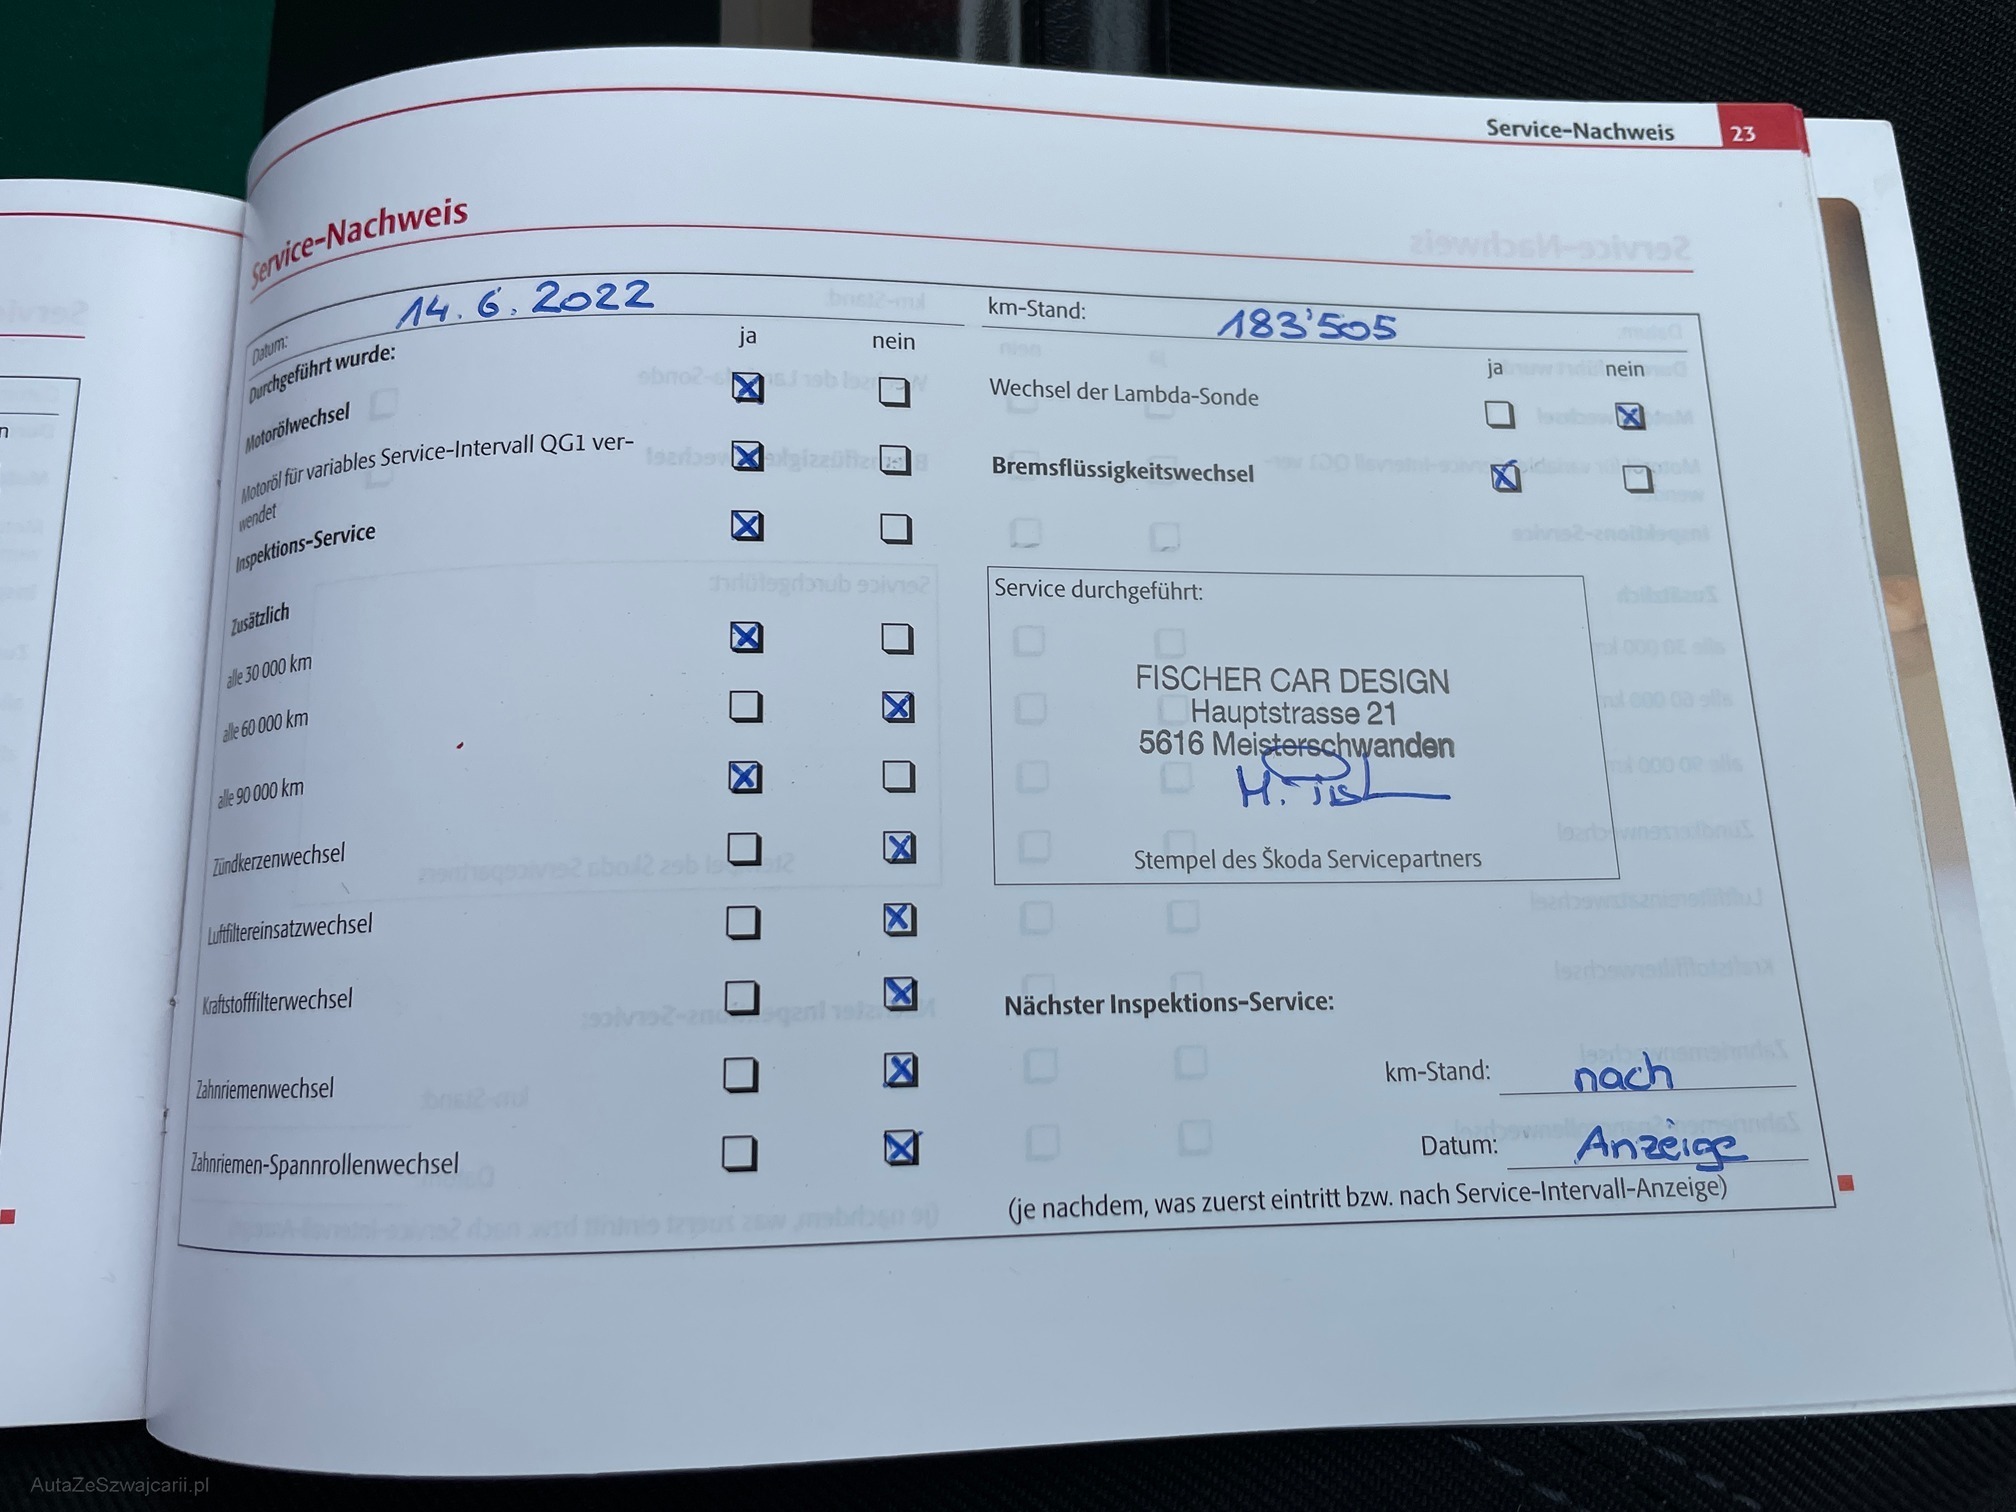 Service-Nachweis 23
Service-Nachweis
Datum: 14.6.2022
Durchgeführt wurde: ja nein
Motorölwechsel
Motoröl für variables Service-Intervall QG1 ver-
wendet
Inspektions-Service
Zusätzlich
alle 30 000 km
alle 60 000 km
alle 90 000 km
Zündkerzenwechsel
Luftfiltereinsatzwechsel
Kraftstofffilterwechsel
Zahnriemenwechsel
Zahnriemen-Spannrollenwechsel
km-Stand: 183'505
ja nein
Wechsel der Lambda-Sonde
Bremsflüssigkeitswechsel
Service durchgeführt:
FISCHER CAR DESIGN
Hauptstrasse 21
5616 Meisterschwanden
Stempel des Škoda Servicepartners
Nächster Inspektions-Service:
km-Stand: nach
Datum: Anzeige
(je nachdem, was zuerst eintritt bzw. nach Service-Intervall-Anzeige)
AutaZeSzwajcarii.pl